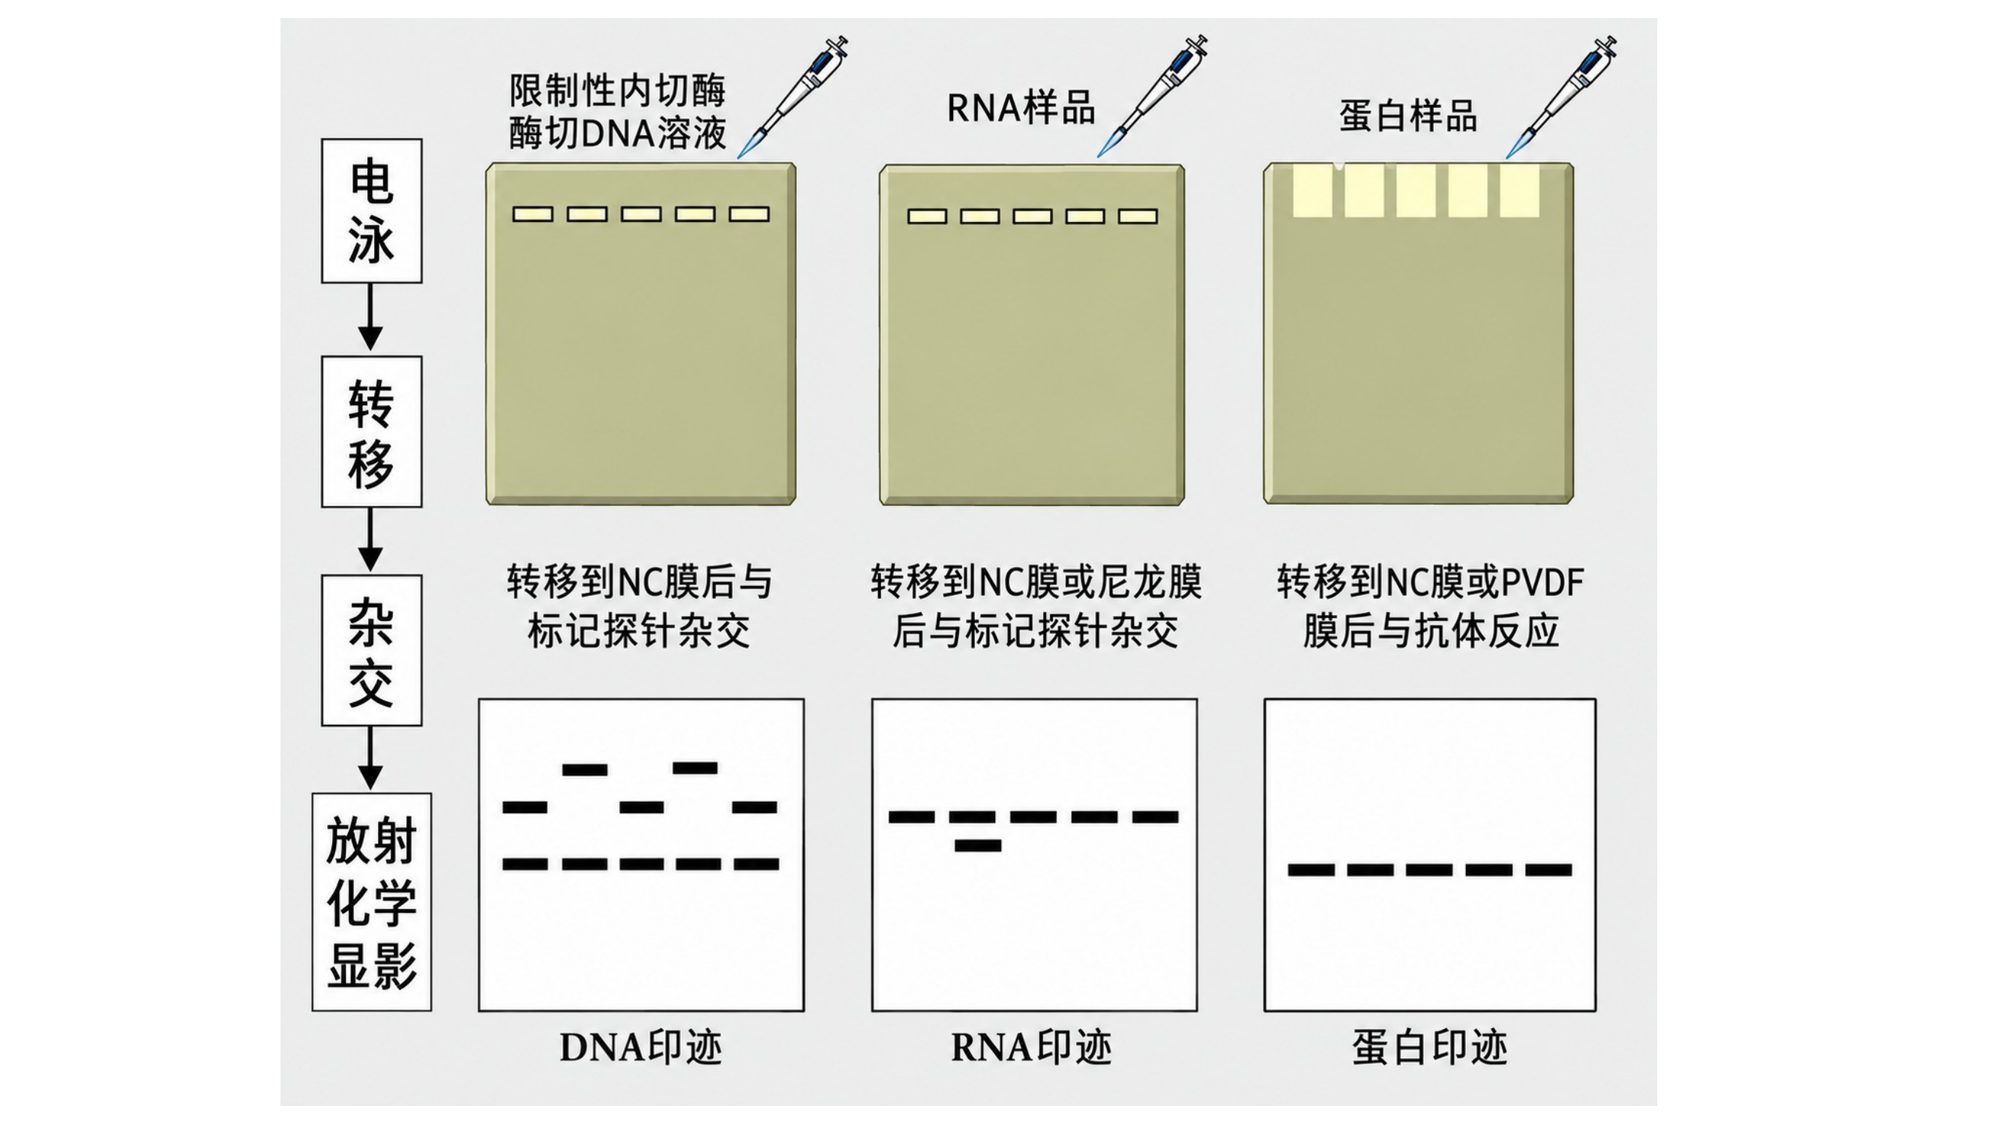 限制性内切酶
酶切DNA溶液
RNA样品
蛋白样品
电
泳
转
移
杂
交
放射
化学
显影
转移到NC膜后与
标记探针杂交
转移到NC膜或尼龙膜
后与标记探针杂交
转移到NC膜或PVDF
膜后与抗体反应
DNA印迹
RNA印迹
蛋白印迹